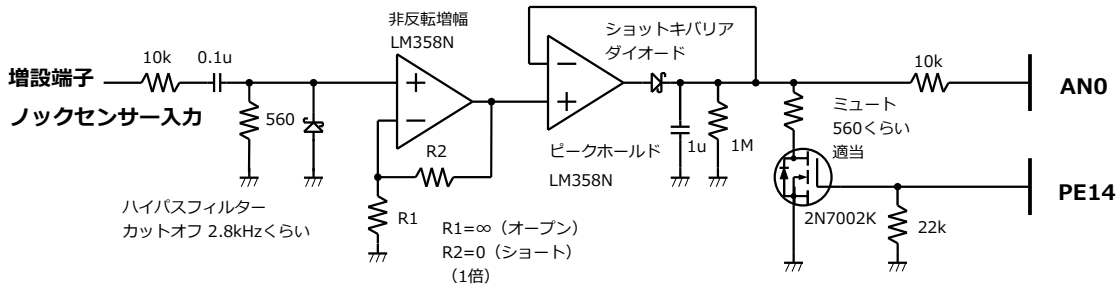 増設端子
ノックセンサー入力
10k
0.1u
560
ハイパスフィルター
カットオフ 2.8kHzくらい
非反転増幅
LM358N
R2
R1
R1=∞（オープン）
R2=0（ショート）
（1倍）
ピークホールド
LM358N
ショットキバリア
ダイオード
1u
1M
ミュート
560くらい
適当
2N7002K
10k
22k
AN0
PE14